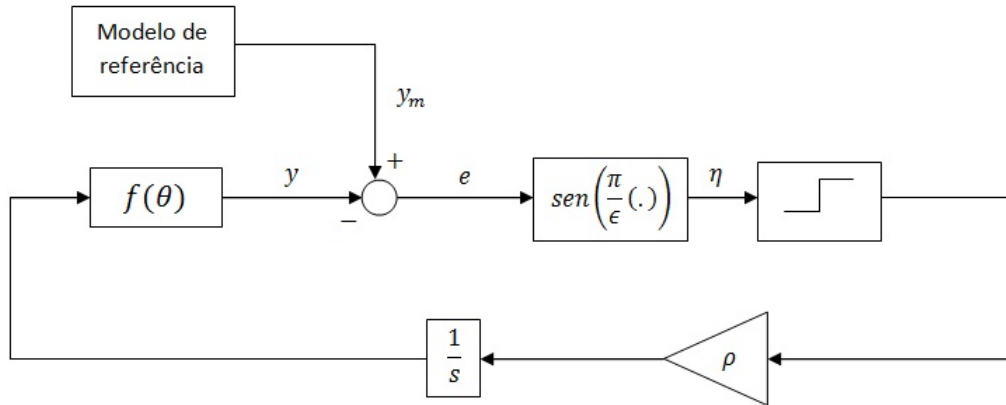 Modelo de
referência
y_m
+
f(θ)
y
−
e
sen(π/ϵ(.))
η
1/s
ρ